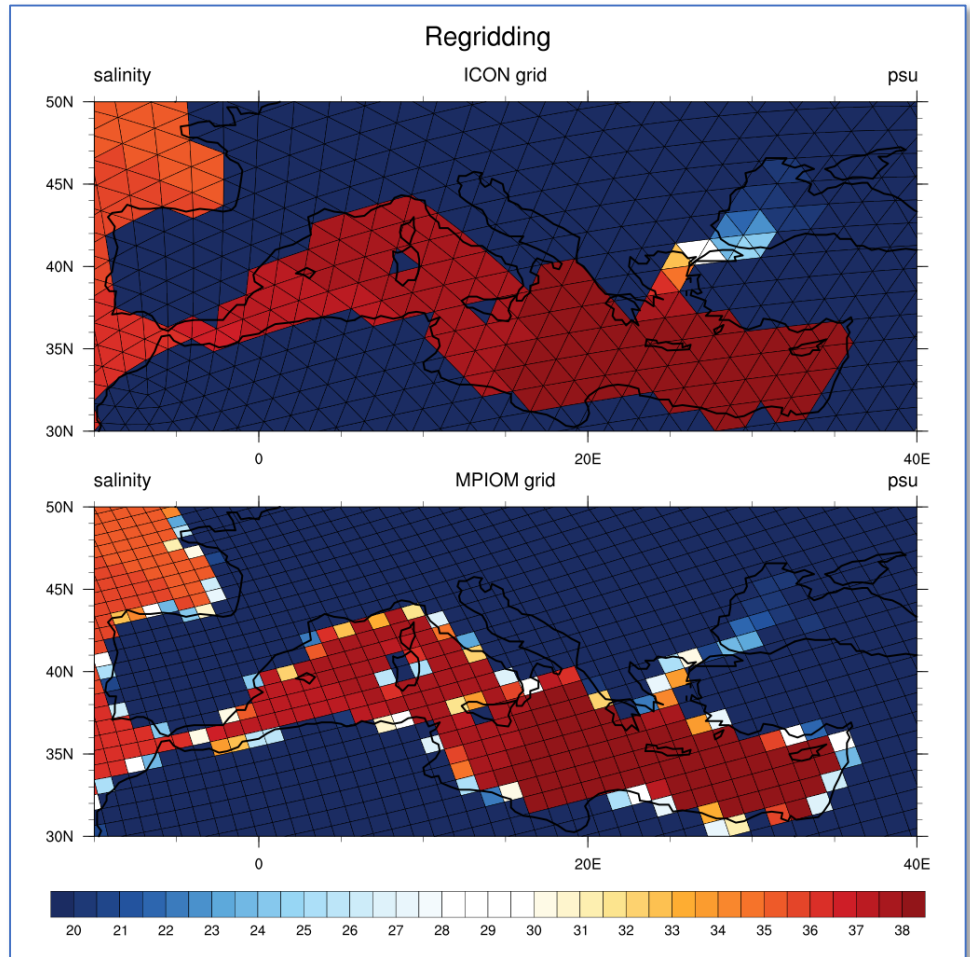 Regridding
salinity ICON grid psu
50N
45N
40N
35N
30N
0 20E 40E
salinity MPIOM grid psu
50N
45N
40N
35N
30N
0 20E 40E
20 21 22 23 24 25 26 27 28 29 30 31 32 33 34 35 36 37 38